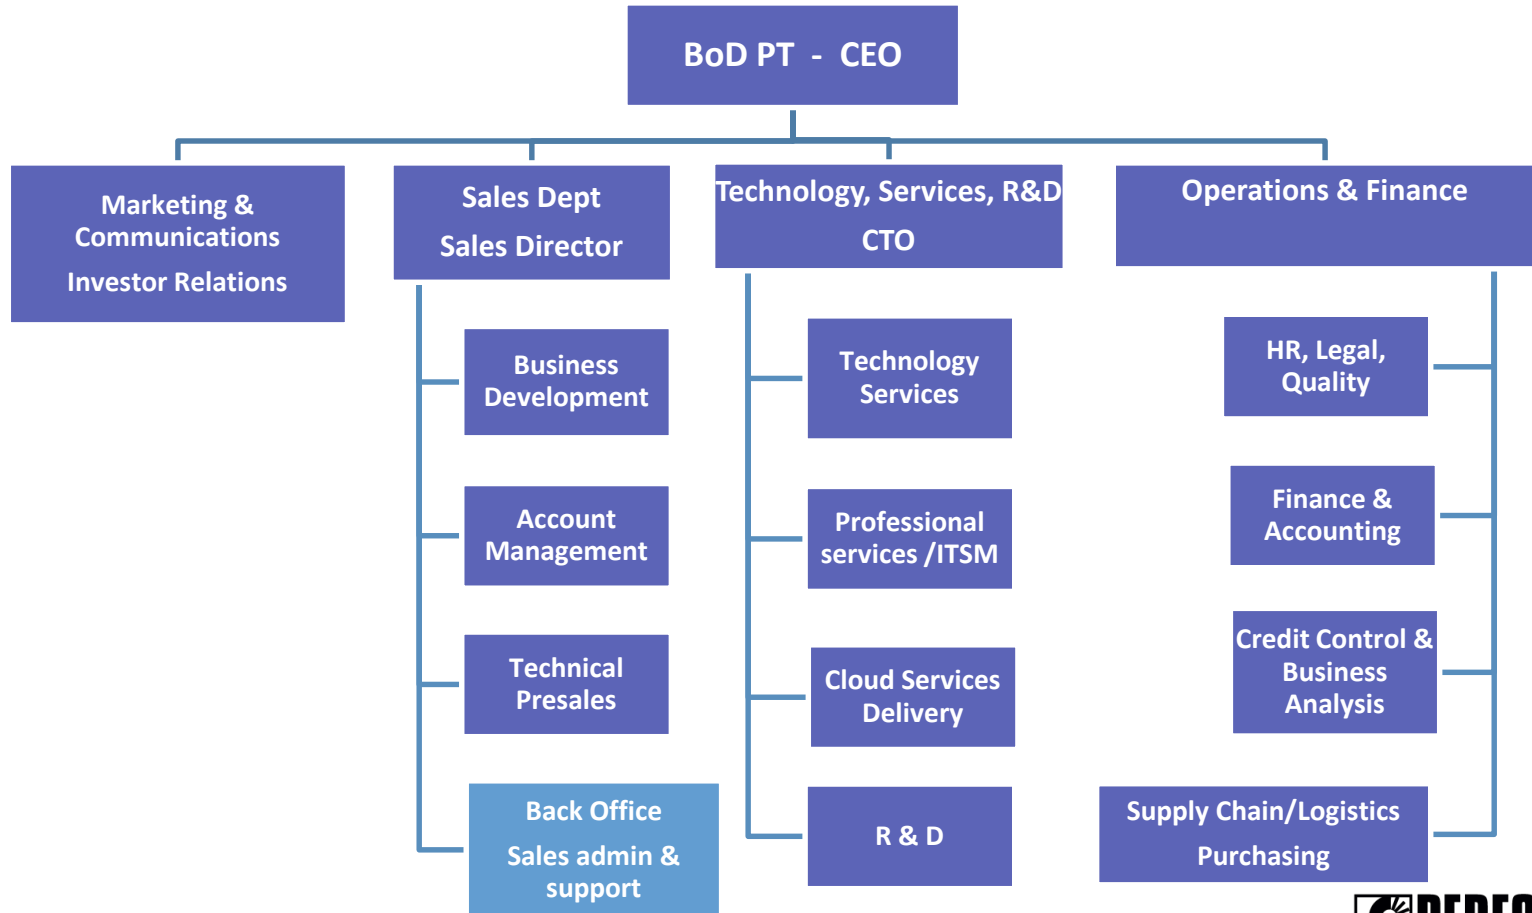 BoD PT - CEO
Marketing &
Communications
Investor Relations
Sales Dept
Sales Director
Technology, Services, R&D
CTO
Operations & Finance
Business
Development
Account
Management
Technical
Presales
Back Office
Sales admin &
support
Technology
Services
Professional
services /ITSM
Cloud Services
Delivery
R & D
HR, Legal,
Quality
Finance &
Accounting
Credit Control &
Business
Analysis
Supply Chain/Logistics
Purchasing